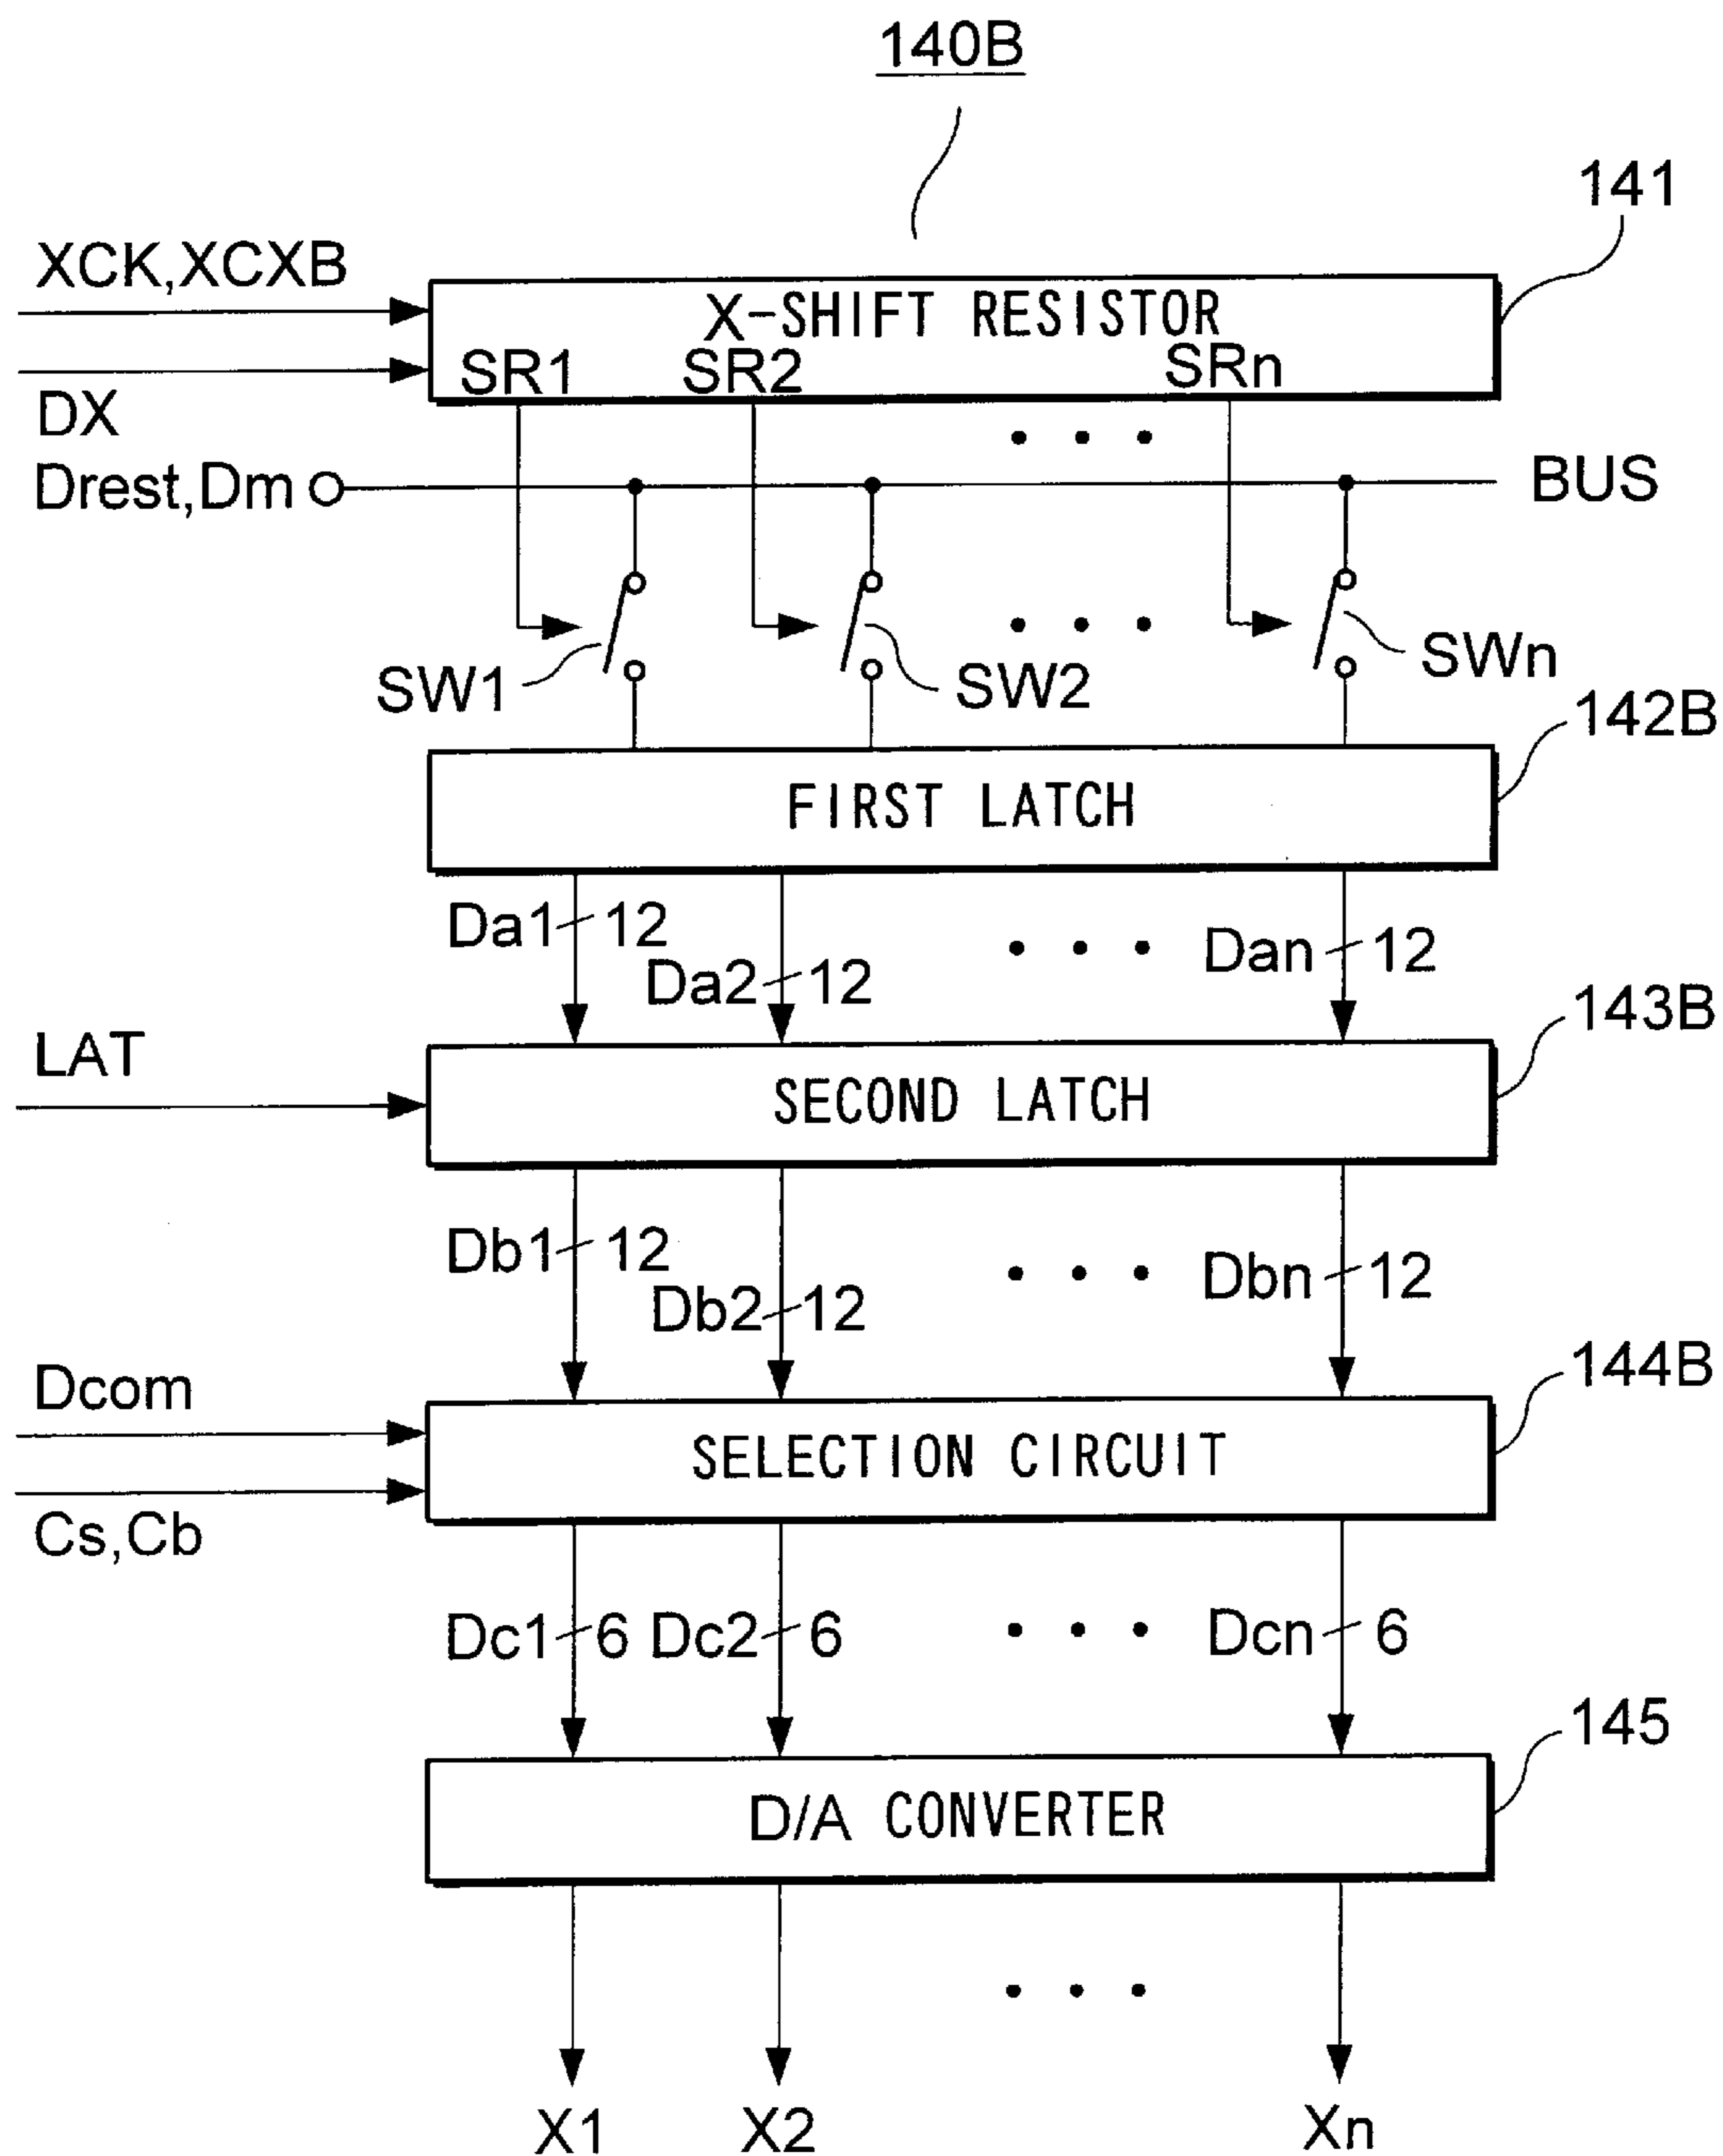 140B
141
XCK,XCXB
X-SHIFT RESISTOR
SR1 SR2 SRn
DX
Drest,Dm
BUS
SW1
SW2
SWn
142B
FIRST LATCH
Da1 12
Da2 12
Dan 12
143B
LAT
SECOND LATCH
Db1 12
Db2 12
Dbn 12
144B
Dcom
SELECTION CIRCUIT
Cs,Cb
Dc1 6 Dc2 6 Dcn 6
145
D/A CONVERTER
X1 X2 Xn